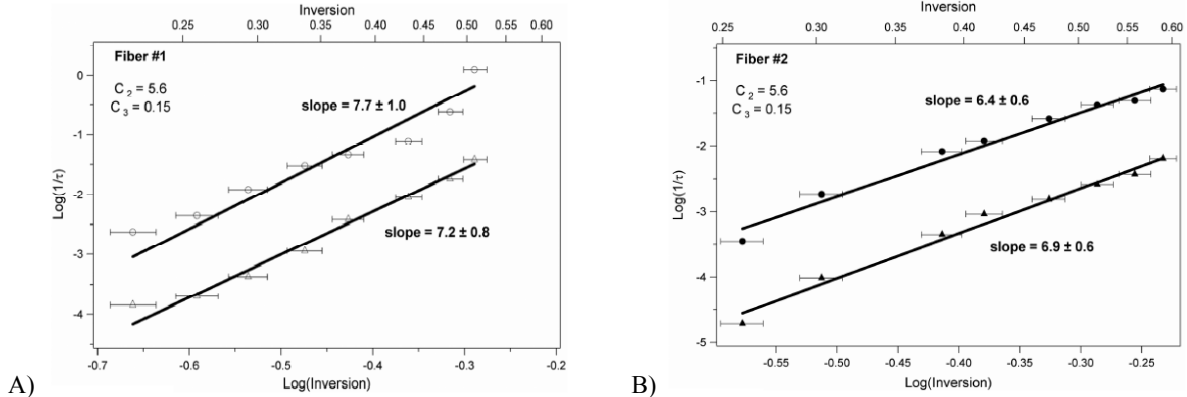 Inversion
0.25 0.30 0.35 0.40 0.45 0.50 0.55 0.60
Fiber #1
C2 = 5.6
C3 = 0.15
slope = 7.7 ± 1.0
slope = 7.2 ± 0.8
Log(1/τ)
0
-1
-2
-3
-4
-0.7 -0.6 -0.5 -0.4 -0.3 -0.2
Log(Inversion)
A)
Inversion
0.25 0.30 0.35 0.40 0.45 0.50 0.55 0.60
Fiber #2
C2 = 5.6
C3 = 0.15
slope = 6.4 ± 0.6
slope = 6.9 ± 0.6
Log(1/τ)
-1
-2
-3
-4
-5
-0.55 -0.50 -0.45 -0.40 -0.35 -0.30 -0.25 -0.20
Log(Inversion)
B)